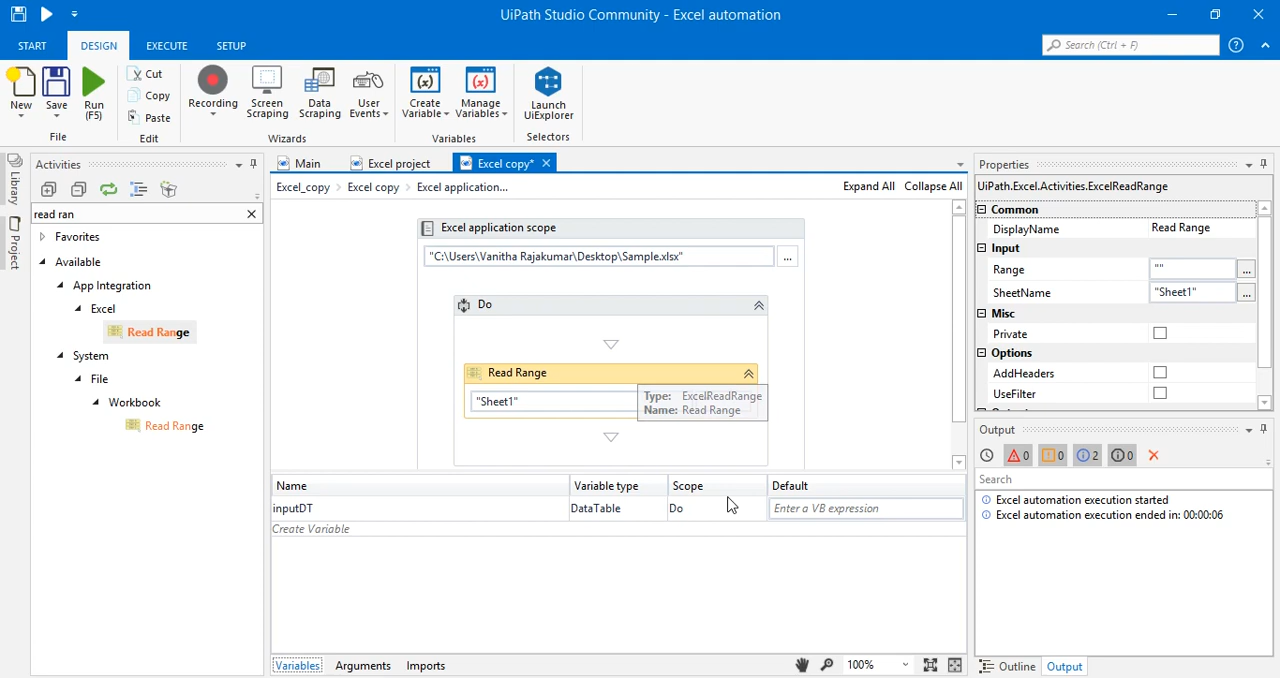 UiPath Studio Community - Excel automation
START DESIGN EXECUTE SETUP
Search (Ctrl + F)
New Save Run (F5)
Cut
Copy
Paste
Recording Screen Scraping Data Scraping User Events
Create Variable Manage Variables
Launch UiExplorer
File Edit Wizards Variables Selectors
Library
Project
Activities
read ran
Favorites
Available
App Integration
Excel
Read Range
System
File
Workbook
Read Range
Main Excel project Excel copy*
Excel_copy Excel copy Excel application...
Expand All Collapse All
Excel application scope
"C:\Users\Vanitha Rajakumar\Desktop\Sample.xlsx"
...
Do
Read Range
"Sheet1"
Type: ExcelReadRange
Name: Read Range
Name Variable type Scope Default
inputDT DataTable Do Enter a VB expression
Create Variable
Variables Arguments Imports
100%
Properties
UiPath.Excel.Activities.ExcelReadRange
Common
DisplayName Read Range
Input
Range "" ...
SheetName "Sheet1" ...
Misc
Private
Options
AddHeaders
UseFilter
Output
0 0 2 0
Search
Excel automation execution started
Excel automation execution ended in: 00:00:06
Outline Output